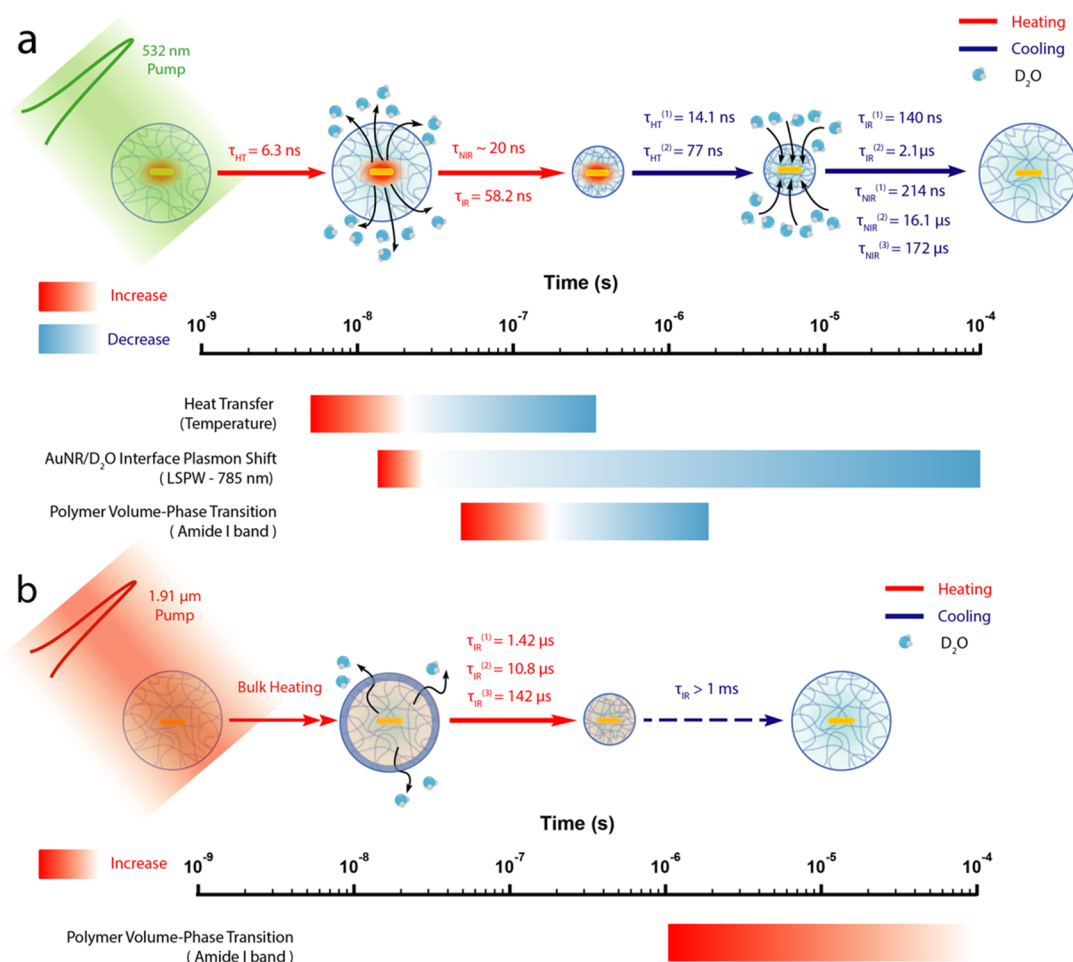 a
532 nm
Pump
Heating
Cooling
D₂O
τHT = 6.3 ns
τNIR ~ 20 ns
τIR = 58.2 ns
τHT⁽¹⁾ = 14.1 ns
τHT⁽²⁾ = 77 ns
τIR⁽¹⁾ = 140 ns
τIR⁽²⁾ = 2.1 µs
τNIR⁽¹⁾ = 214 ns
τNIR⁽²⁾ = 16.1 µs
τNIR⁽³⁾ = 172 µs
Increase
Decrease
Time (s)
10⁻⁹ 10⁻⁸ 10⁻⁷ 10⁻⁶ 10⁻⁵ 10⁻⁴
Heat Transfer
(Temperature)
AuNR/D₂O Interface Plasmon Shift
( LSPW - 785 nm)
Polymer Volume-Phase Transition
( Amide I band )
b
1.91 µm
Pump
Heating
Cooling
D₂O
Bulk Heating
τIR⁽¹⁾ = 1.42 µs
τIR⁽²⁾ = 10.8 µs
τIR⁽³⁾ = 142 µs
τIR > 1 ms
Time (s)
Increase
10⁻⁹ 10⁻⁸ 10⁻⁷ 10⁻⁶ 10⁻⁵ 10⁻⁴
Polymer Volume-Phase Transition
( Amide I band )